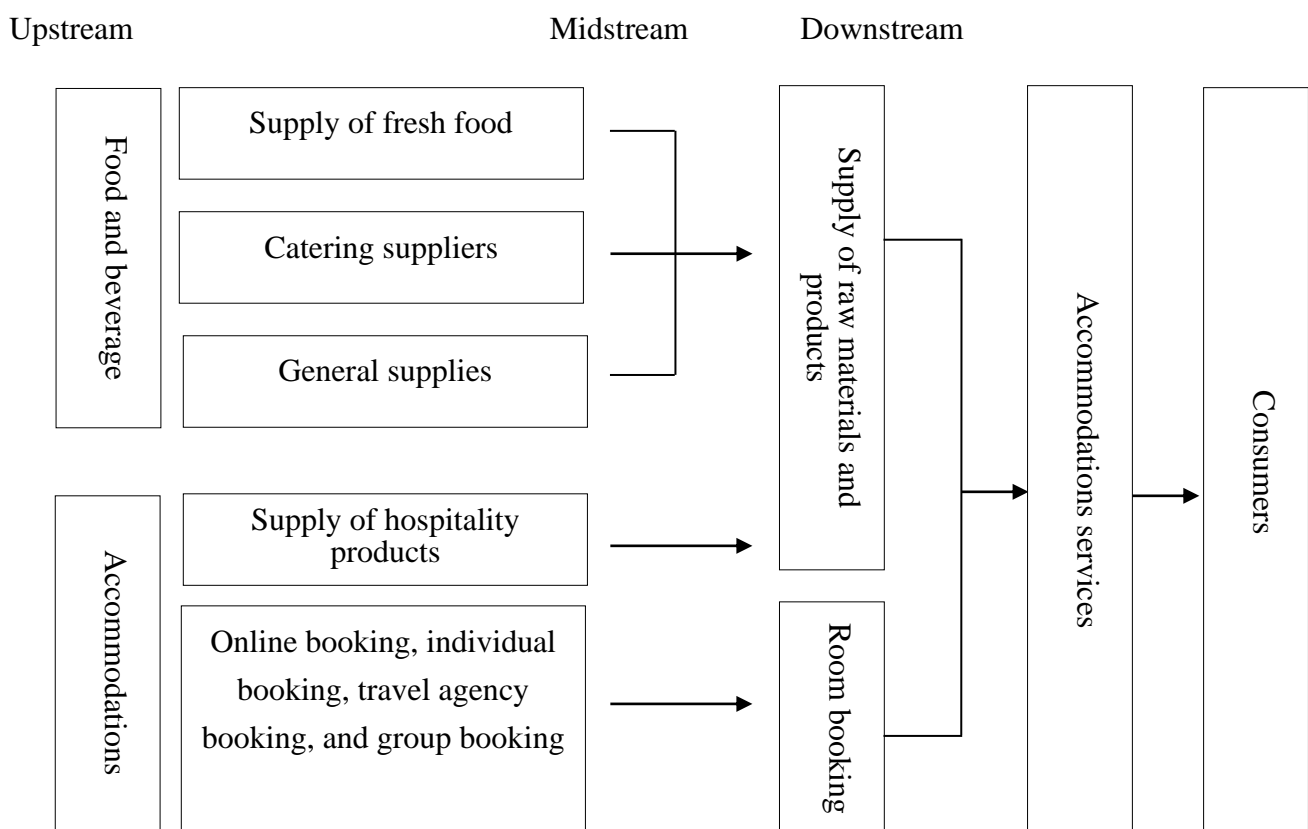 Upstream
Midstream
Downstream
Food and beverage
Supply of fresh food
Catering suppliers
General supplies
Accommodations
Supply of hospitality
products
Online booking, individual
booking, travel agency
booking, and group booking
Supply of raw materials and
products
Room booking
Accommodations services
Consumers